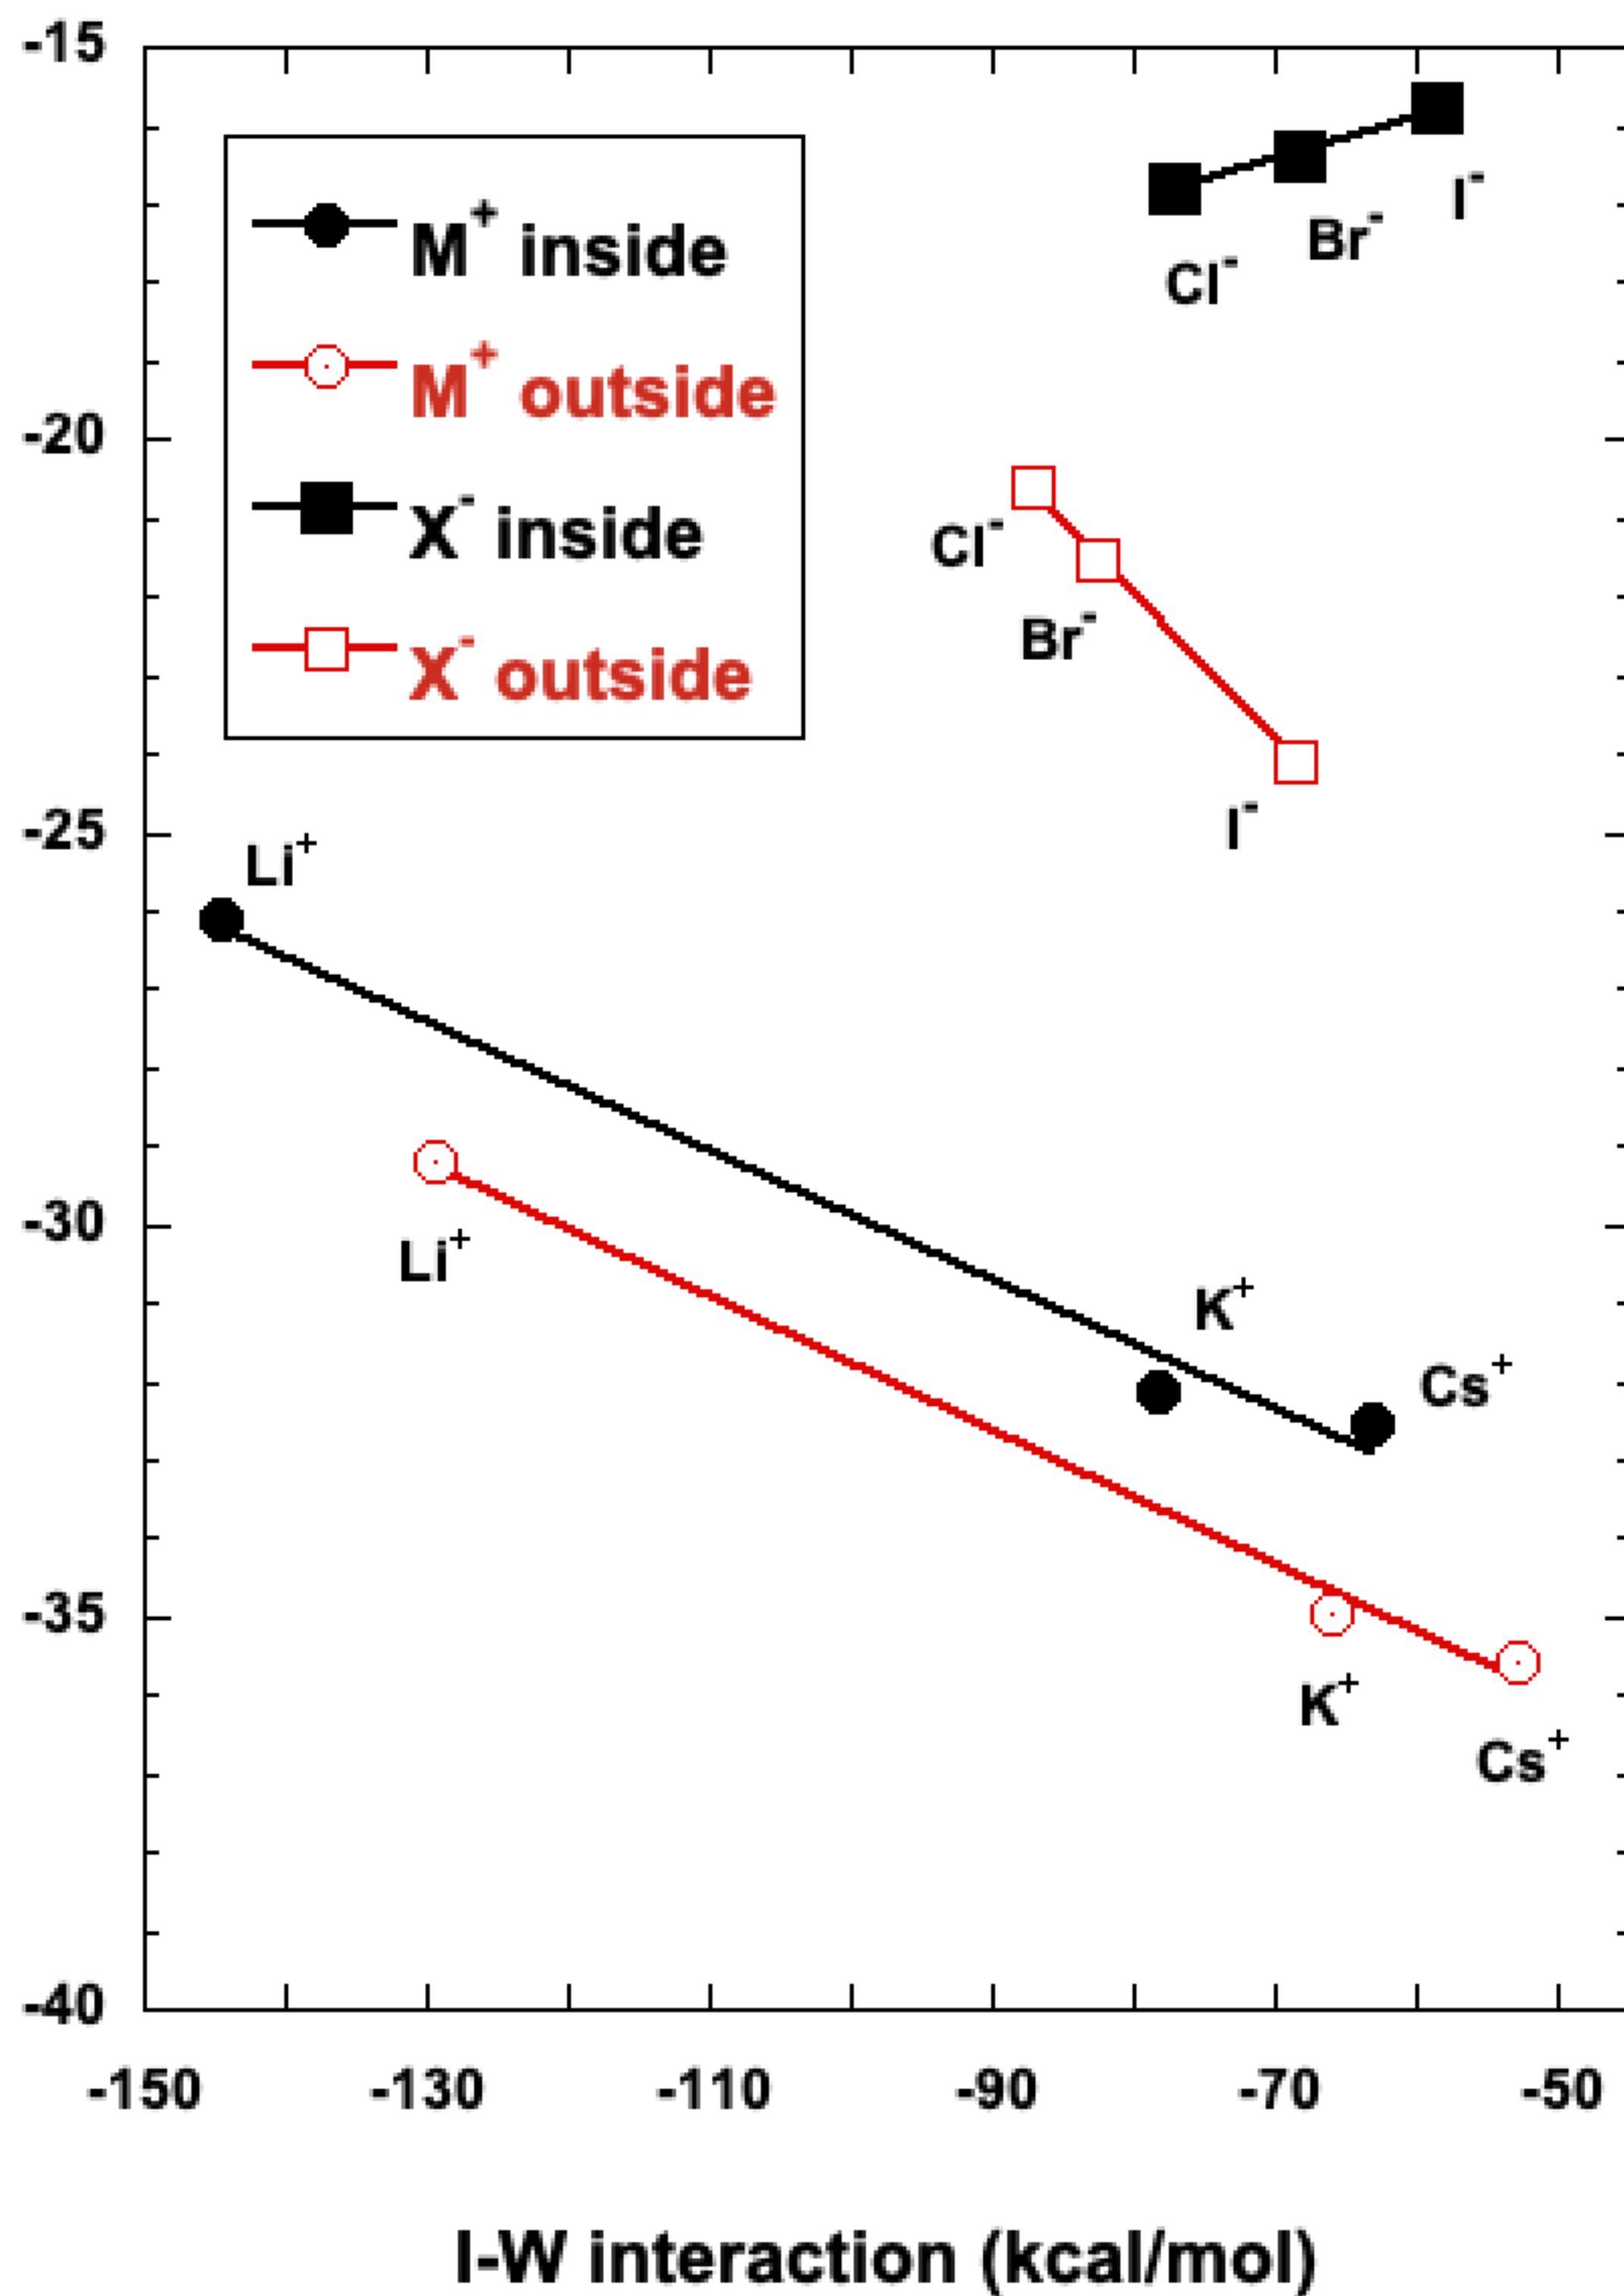 -15
M⁺ inside
M⁺ outside
X⁻ inside
X⁻ outside
I⁻
Br⁻
Cl⁻
-20
Cl⁻
Br⁻
I⁻
-25
Li⁺
-30
Li⁺
K⁺
Cs⁺
-35
K⁺
Cs⁺
-40
-150 -130 -110 -90 -70 -50
I-W interaction (kcal/mol)